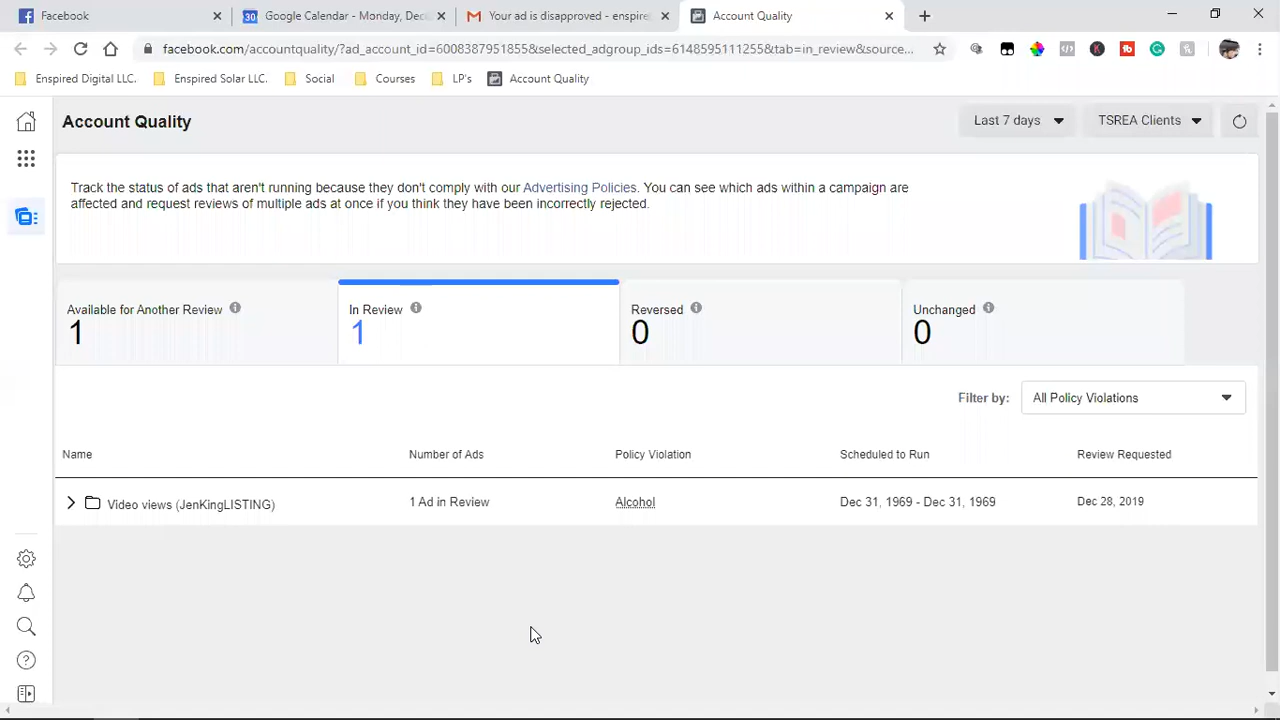 Facebook
Google Calendar - Monday, Dec
Your ad is disapproved - enspire
Account Quality
facebook.com/accountquality/?ad_account_id=6008387951855&selected_adgroup_ids=6148595111255&tab=in_review&source...
Enspired Digital LLC.
Enspired Solar LLC.
Social
Courses
LP's
Account Quality
Account Quality
Last 7 days
TSREA Clients
Track the status of ads that aren't running because they don't comply with our Advertising Policies. You can see which ads within a campaign are
affected and request reviews of multiple ads at once if you think they have been incorrectly rejected.
Available for Another Review
1
In Review
1
Reversed
0
Unchanged
0
Filter by: All Policy Violations
Name Number of Ads Policy Violation Scheduled to Run Review Requested
Video views (JenKingLISTING) 1 Ad in Review Alcohol Dec 31, 1969 - Dec 31, 1969 Dec 28, 2019